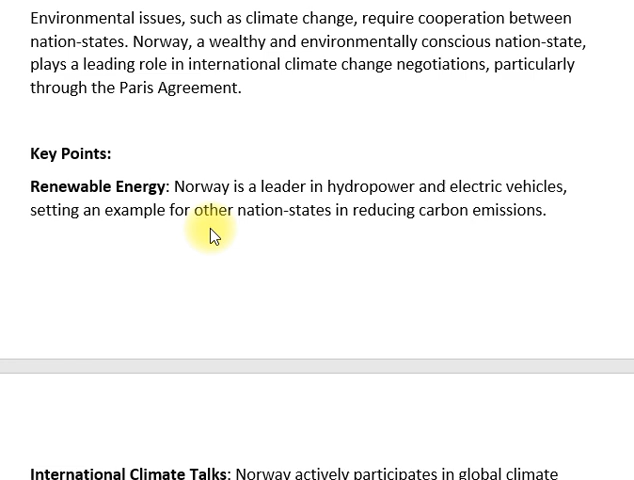 Environmental issues, such as climate change, require cooperation between
nation-states. Norway, a wealthy and environmentally conscious nation-state,
plays a leading role in international climate change negotiations, particularly
through the Paris Agreement.
Key Points:
Renewable Energy: Norway is a leader in hydropower and electric vehicles,
setting an example for other nation-states in reducing carbon emissions.
International Climate Talks: Norway actively participates in global climate